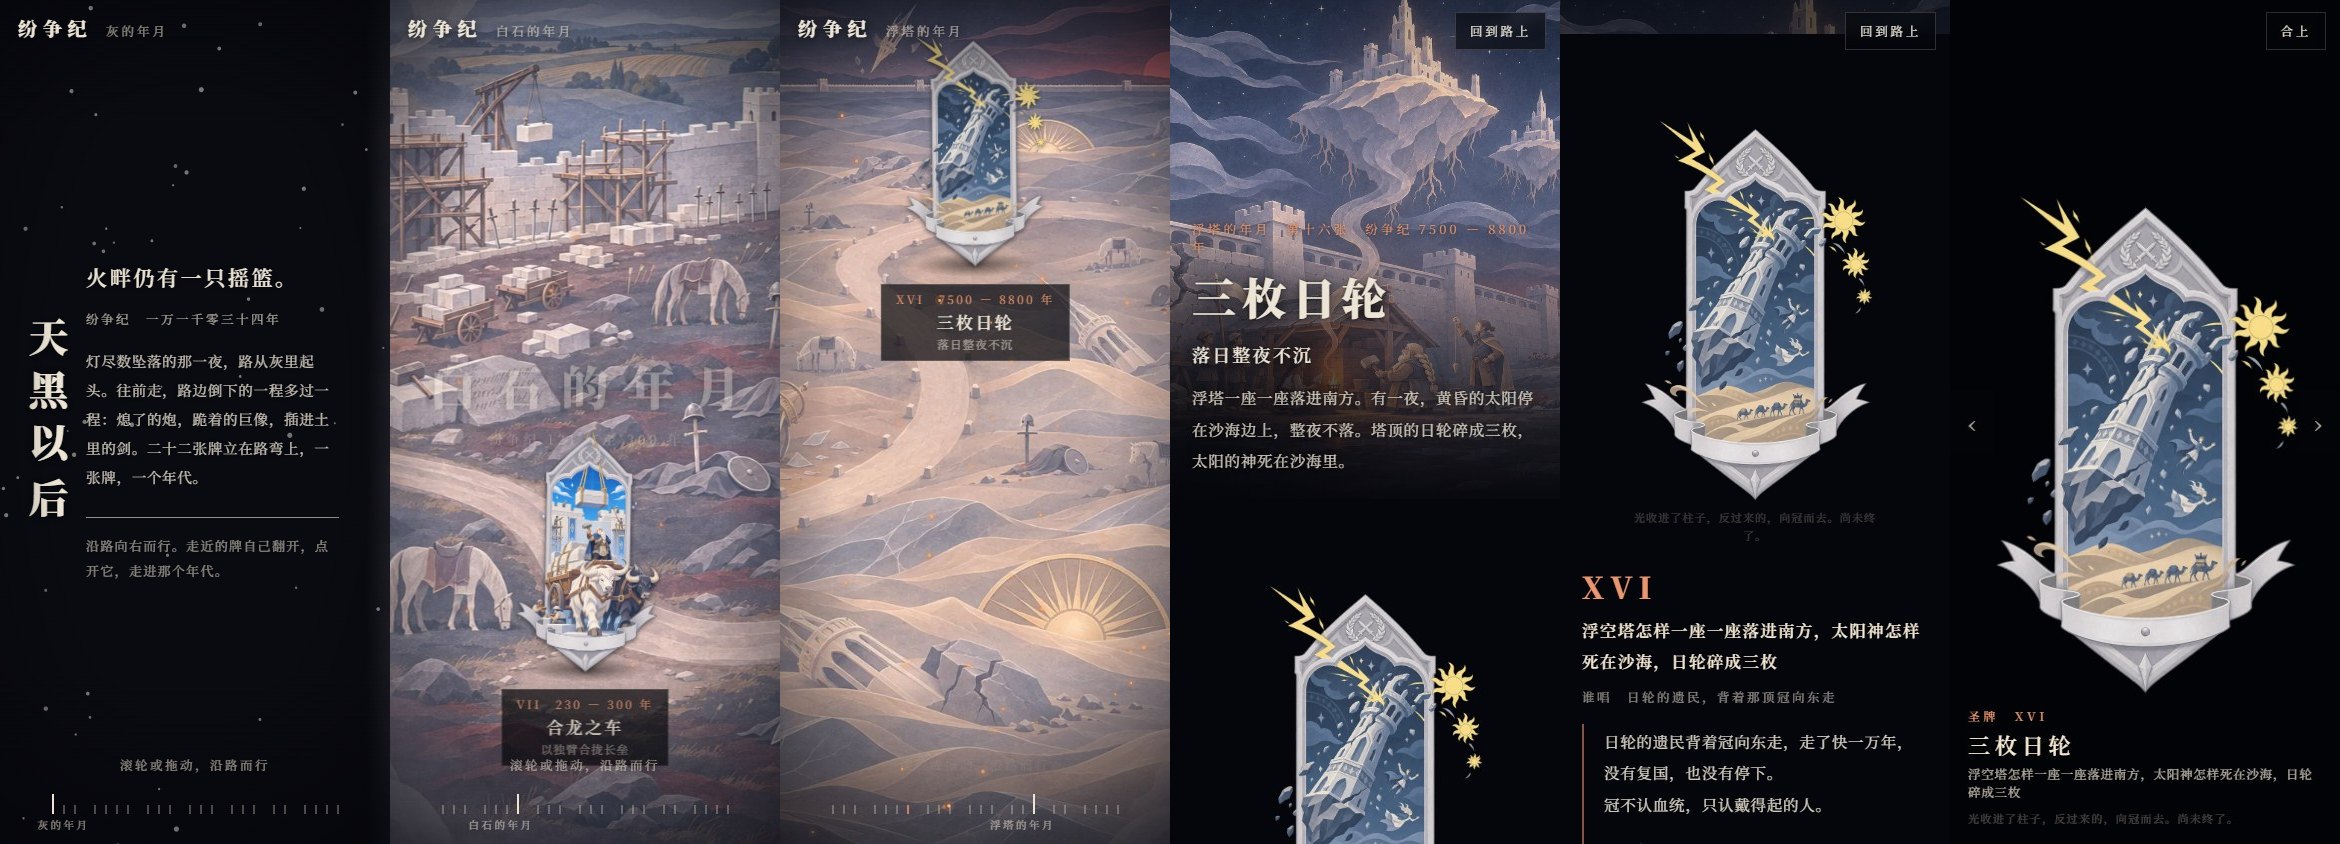 纷争纪 灰的年月
火畔仍有一只摇篮。
纷争纪 一万一千零三十四年
天黑以后
灯尽数坠落的那一夜，路从灰里起
头。往前走，路边倒下的一程多过一
程：熄了的炮，跪着的巨像，插进土
里的剑。二十二张牌立在路弯上，一
张牌，一个年代。
沿路向右而行。走近的牌自己翻开，点
开它，走进那个年代。
滚轮或拖动，沿路而行
灰的年月
纷争纪 白石的年月
白石的年月
VII 230 — 300 年
合龙之车
以独臂合拢长垒
滚轮或拖动，沿路而行
白石的年月
纷争纪 浮塔的年月
XVI 7500 — 8800 年
三枚日轮
落日整夜不沉
浮塔的年月
回到路上
浮塔的年月 第十六张 纷争纪 7500 — 8800
年
三枚日轮
落日整夜不沉
浮塔一座一座落进南方。有一夜，黄昏的太阳停
在沙海边上，整夜不落。塔顶的日轮碎成三枚，
太阳的神死在沙海里。
回到路上
光收进了柱子，反过来的，向冠而去。尚未终
了。
XVI
浮空塔怎样一座一座落进南方，太阳神怎样
死在沙海，日轮碎成三枚
谁唱 日轮的遗民，背着那顶冠向东走
日轮的遗民背着冠向东走，走了快一万年，
没有复国，也没有停下。
冠不认血统，只认戴得起的人。
合上
圣牌 XVI
三枚日轮
浮空塔怎样一座一座落进南方，太阳神怎样死在沙海，日轮
碎成三枚
光收进了柱子，反过来的，向冠而去。尚未终了。